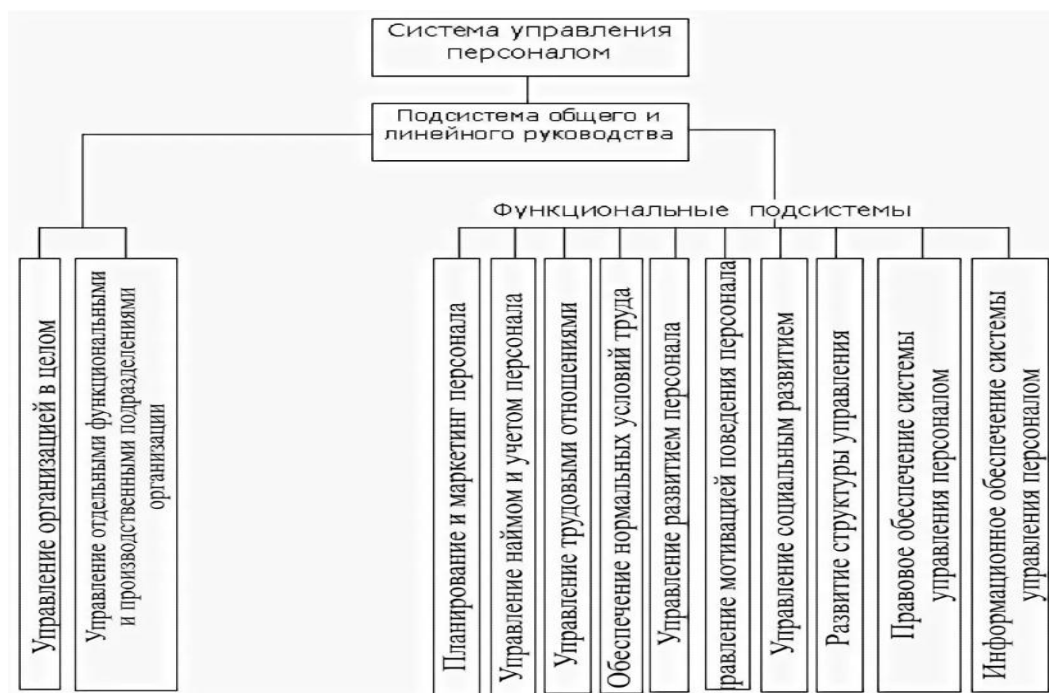 Система управления
персоналом
Подсистема общего и
линейного руководства
Функциональные подсистемы
Управление организацией в целом
Управление отдельными функциональными
и производственными подразделениями
организации
Планирование и маркетинг персонала
Управление наймом и учетом персонала
Управление трудовыми отношениями
Обеспечение нормальных условий труда
Управление развитием персонала
правление мотивацией поведения персонала
Управление социальным развитием
Развитие структуры управления
Правовое обеспечение системы
управления персоналом
Информационное обеспечение системы
управления персоналом